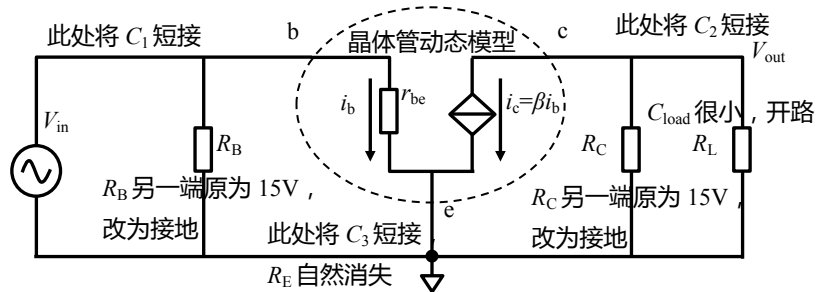 此处将 C₁ 短接
b
晶体管动态模型
c
此处将 C₂ 短接
Vout
Vin
ib
rbe
ic=βib
Cload 很小，开路
RB
RC
RL
RB 另一端原为 15V，
改为接地
e
RC 另一端原为 15V，
改为接地
此处将 C₃ 短接，
RE 自然消失